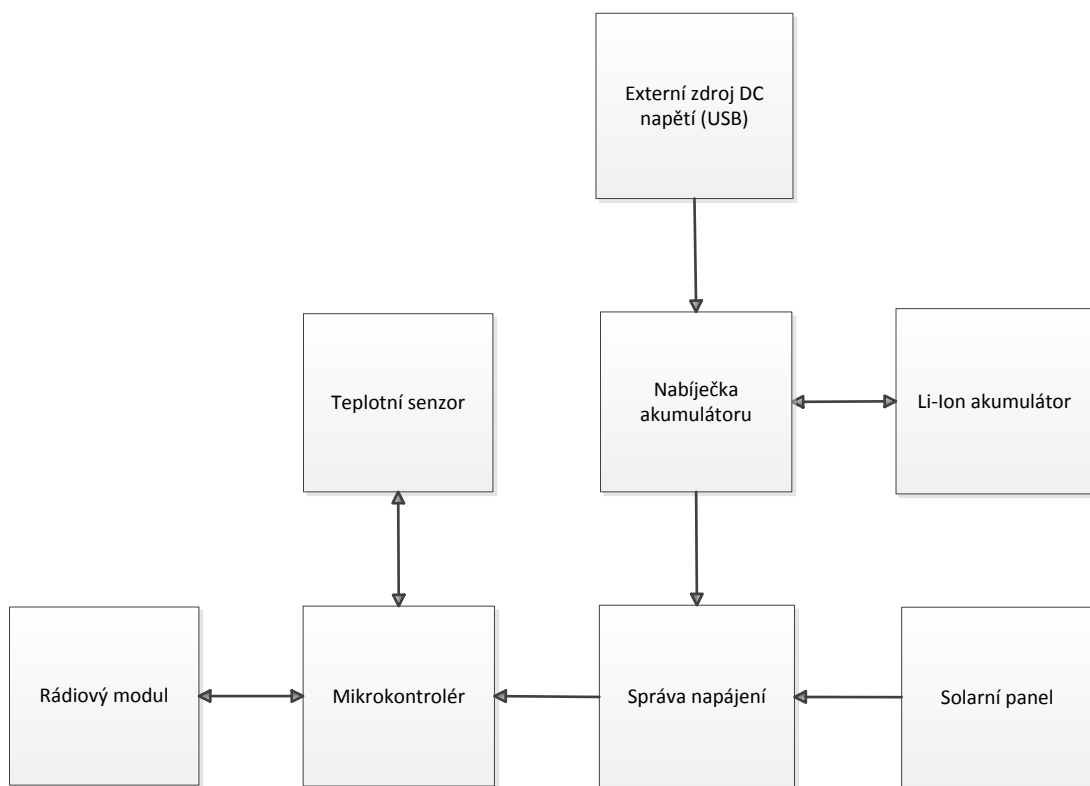 Externí zdroj DC
napětí (USB)
Teplotní senzor
Nabíječka
akumulátoru
Li-Ion akumulátor
Rádiový modul
Mikrokontrolér
Správa napájení
Solarní panel